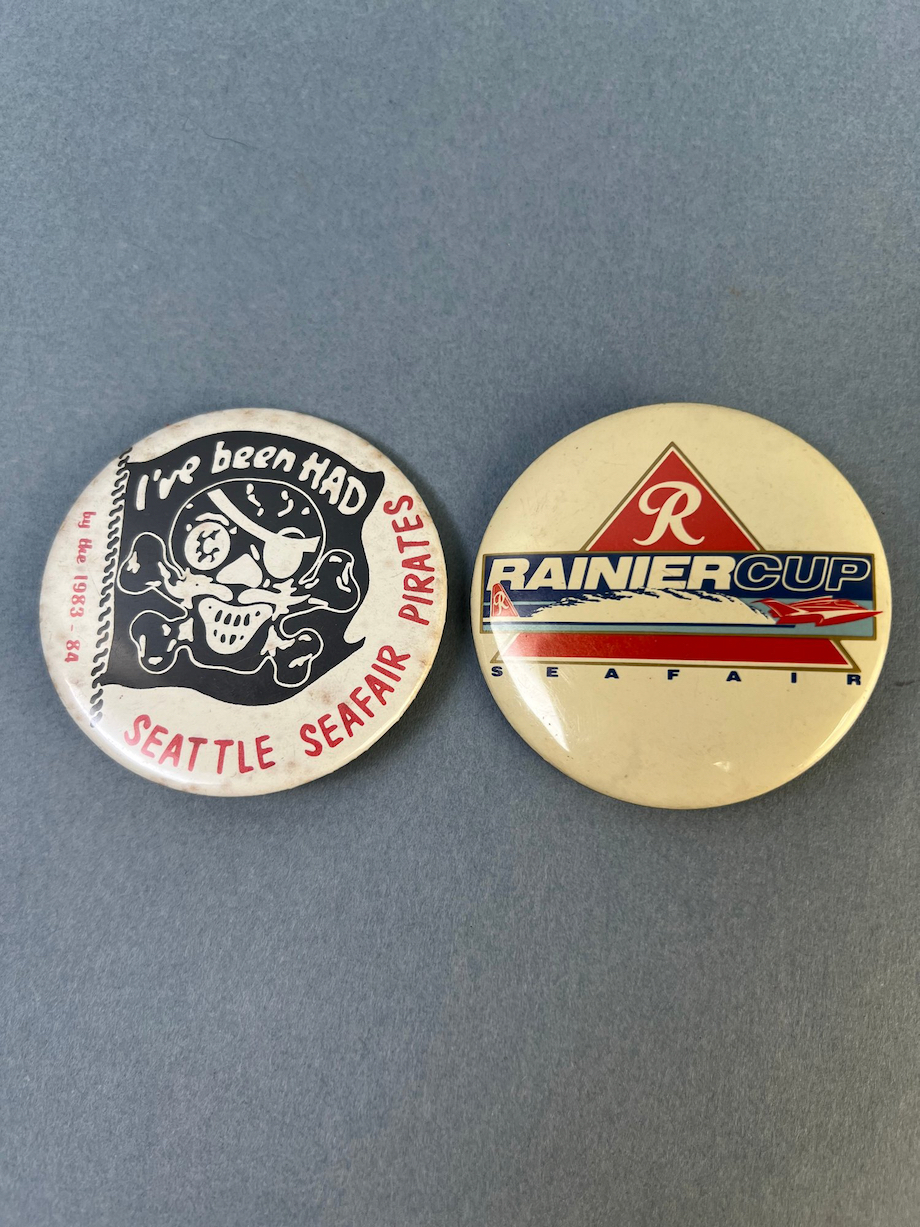 I've been HAD
by the 1983-84
SEATTLE SEAFAIR PIRATES
R
RAINIER CUP
R
SEAFAIR